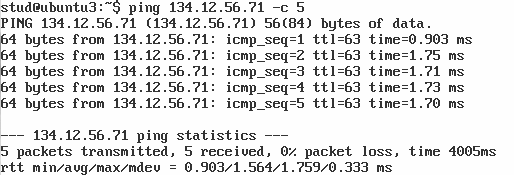 stud@ubuntu3:~$ ping 134.12.56.71 -c 5
PING 134.12.56.71 (134.12.56.71) 56(84) bytes of data.
64 bytes from 134.12.56.71: icmp_seq=1 ttl=63 time=0.903 ms
64 bytes from 134.12.56.71: icmp_seq=2 ttl=63 time=1.75 ms
64 bytes from 134.12.56.71: icmp_seq=3 ttl=63 time=1.71 ms
64 bytes from 134.12.56.71: icmp_seq=4 ttl=63 time=1.73 ms
64 bytes from 134.12.56.71: icmp_seq=5 ttl=63 time=1.70 ms
--- 134.12.56.71 ping statistics ---
5 packets transmitted, 5 received, 0% packet loss, time 4005ms
rtt min/avg/max/mdev = 0.903/1.564/1.759/0.333 ms